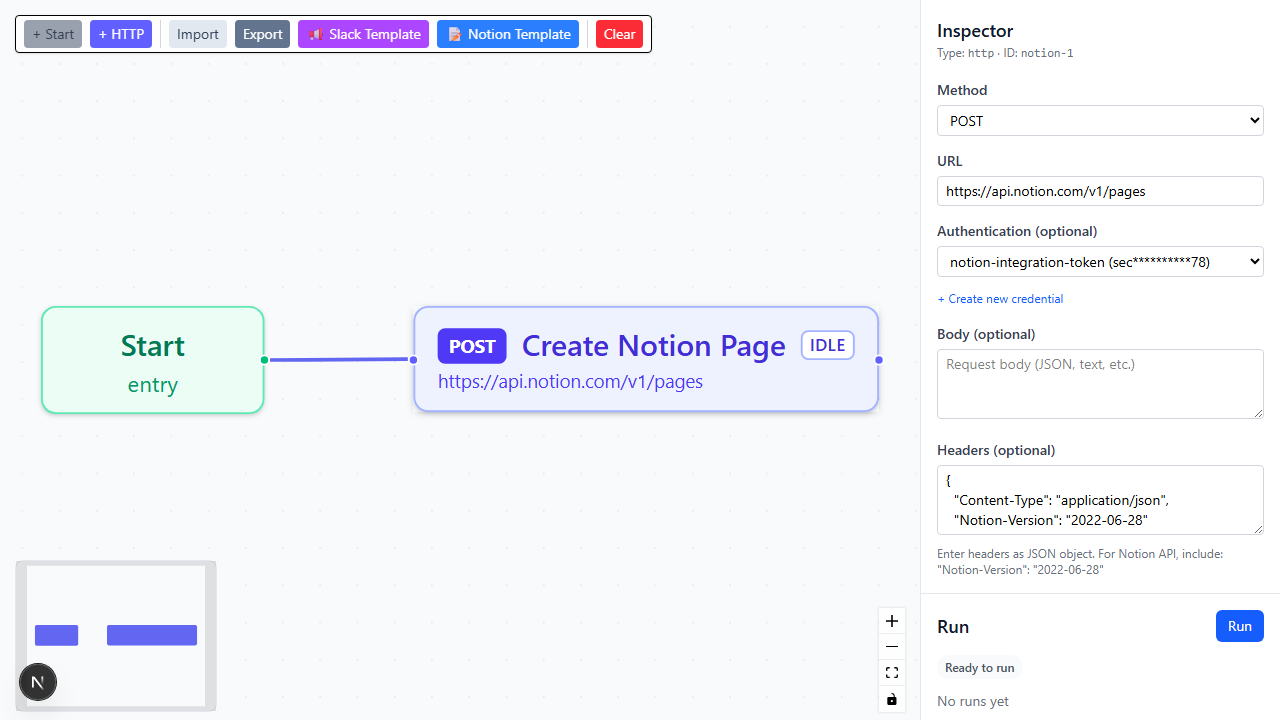 + Start
+ HTTP
Import
Export
📢 Slack Template
📝 Notion Template
Clear
Start
entry
POST
Create Notion Page
IDLE
https://api.notion.com/v1/pages
N
Inspector
Type: http · ID: notion-1
Method
POST
URL
https://api.notion.com/v1/pages
Authentication (optional)
notion-integration-token (sec**********78)
+ Create new credential
Body (optional)
Request body (JSON, text, etc.)
Headers (optional)
{
"Content-Type": "application/json",
"Notion-Version": "2022-06-28"
Enter headers as JSON object. For Notion API, include:
"Notion-Version": "2022-06-28"
Run
Run
Ready to run
No runs yet